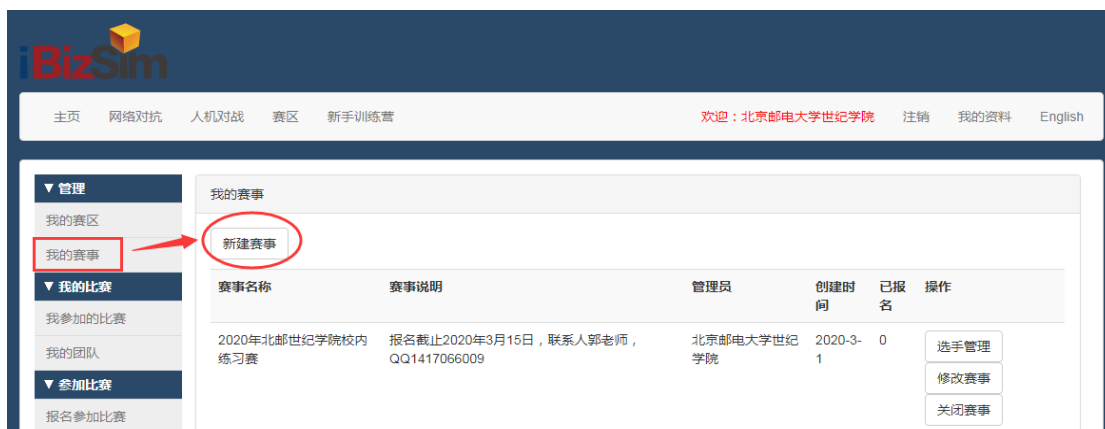 iBizSim
主页 网络对抗 人机对战 赛区 新手训练营 欢迎：北京邮电大学世纪学院 注销 我的资料 English
▼ 管理
我的赛区
我的赛事
▼ 我的比赛
我参加的比赛
我的团队
▼ 参加比赛
报名参加比赛
我的赛事
新建赛事
赛事名称 赛事说明 管理员 创建时
间 已报
名 操作
2020年北邮世纪学院校内
练习赛
报名截止2020年3月15日，联系人郭老师，
QQ1417066009
北京邮电大学世纪
学院
2020-3-
1
0
选手管理
修改赛事
关闭赛事